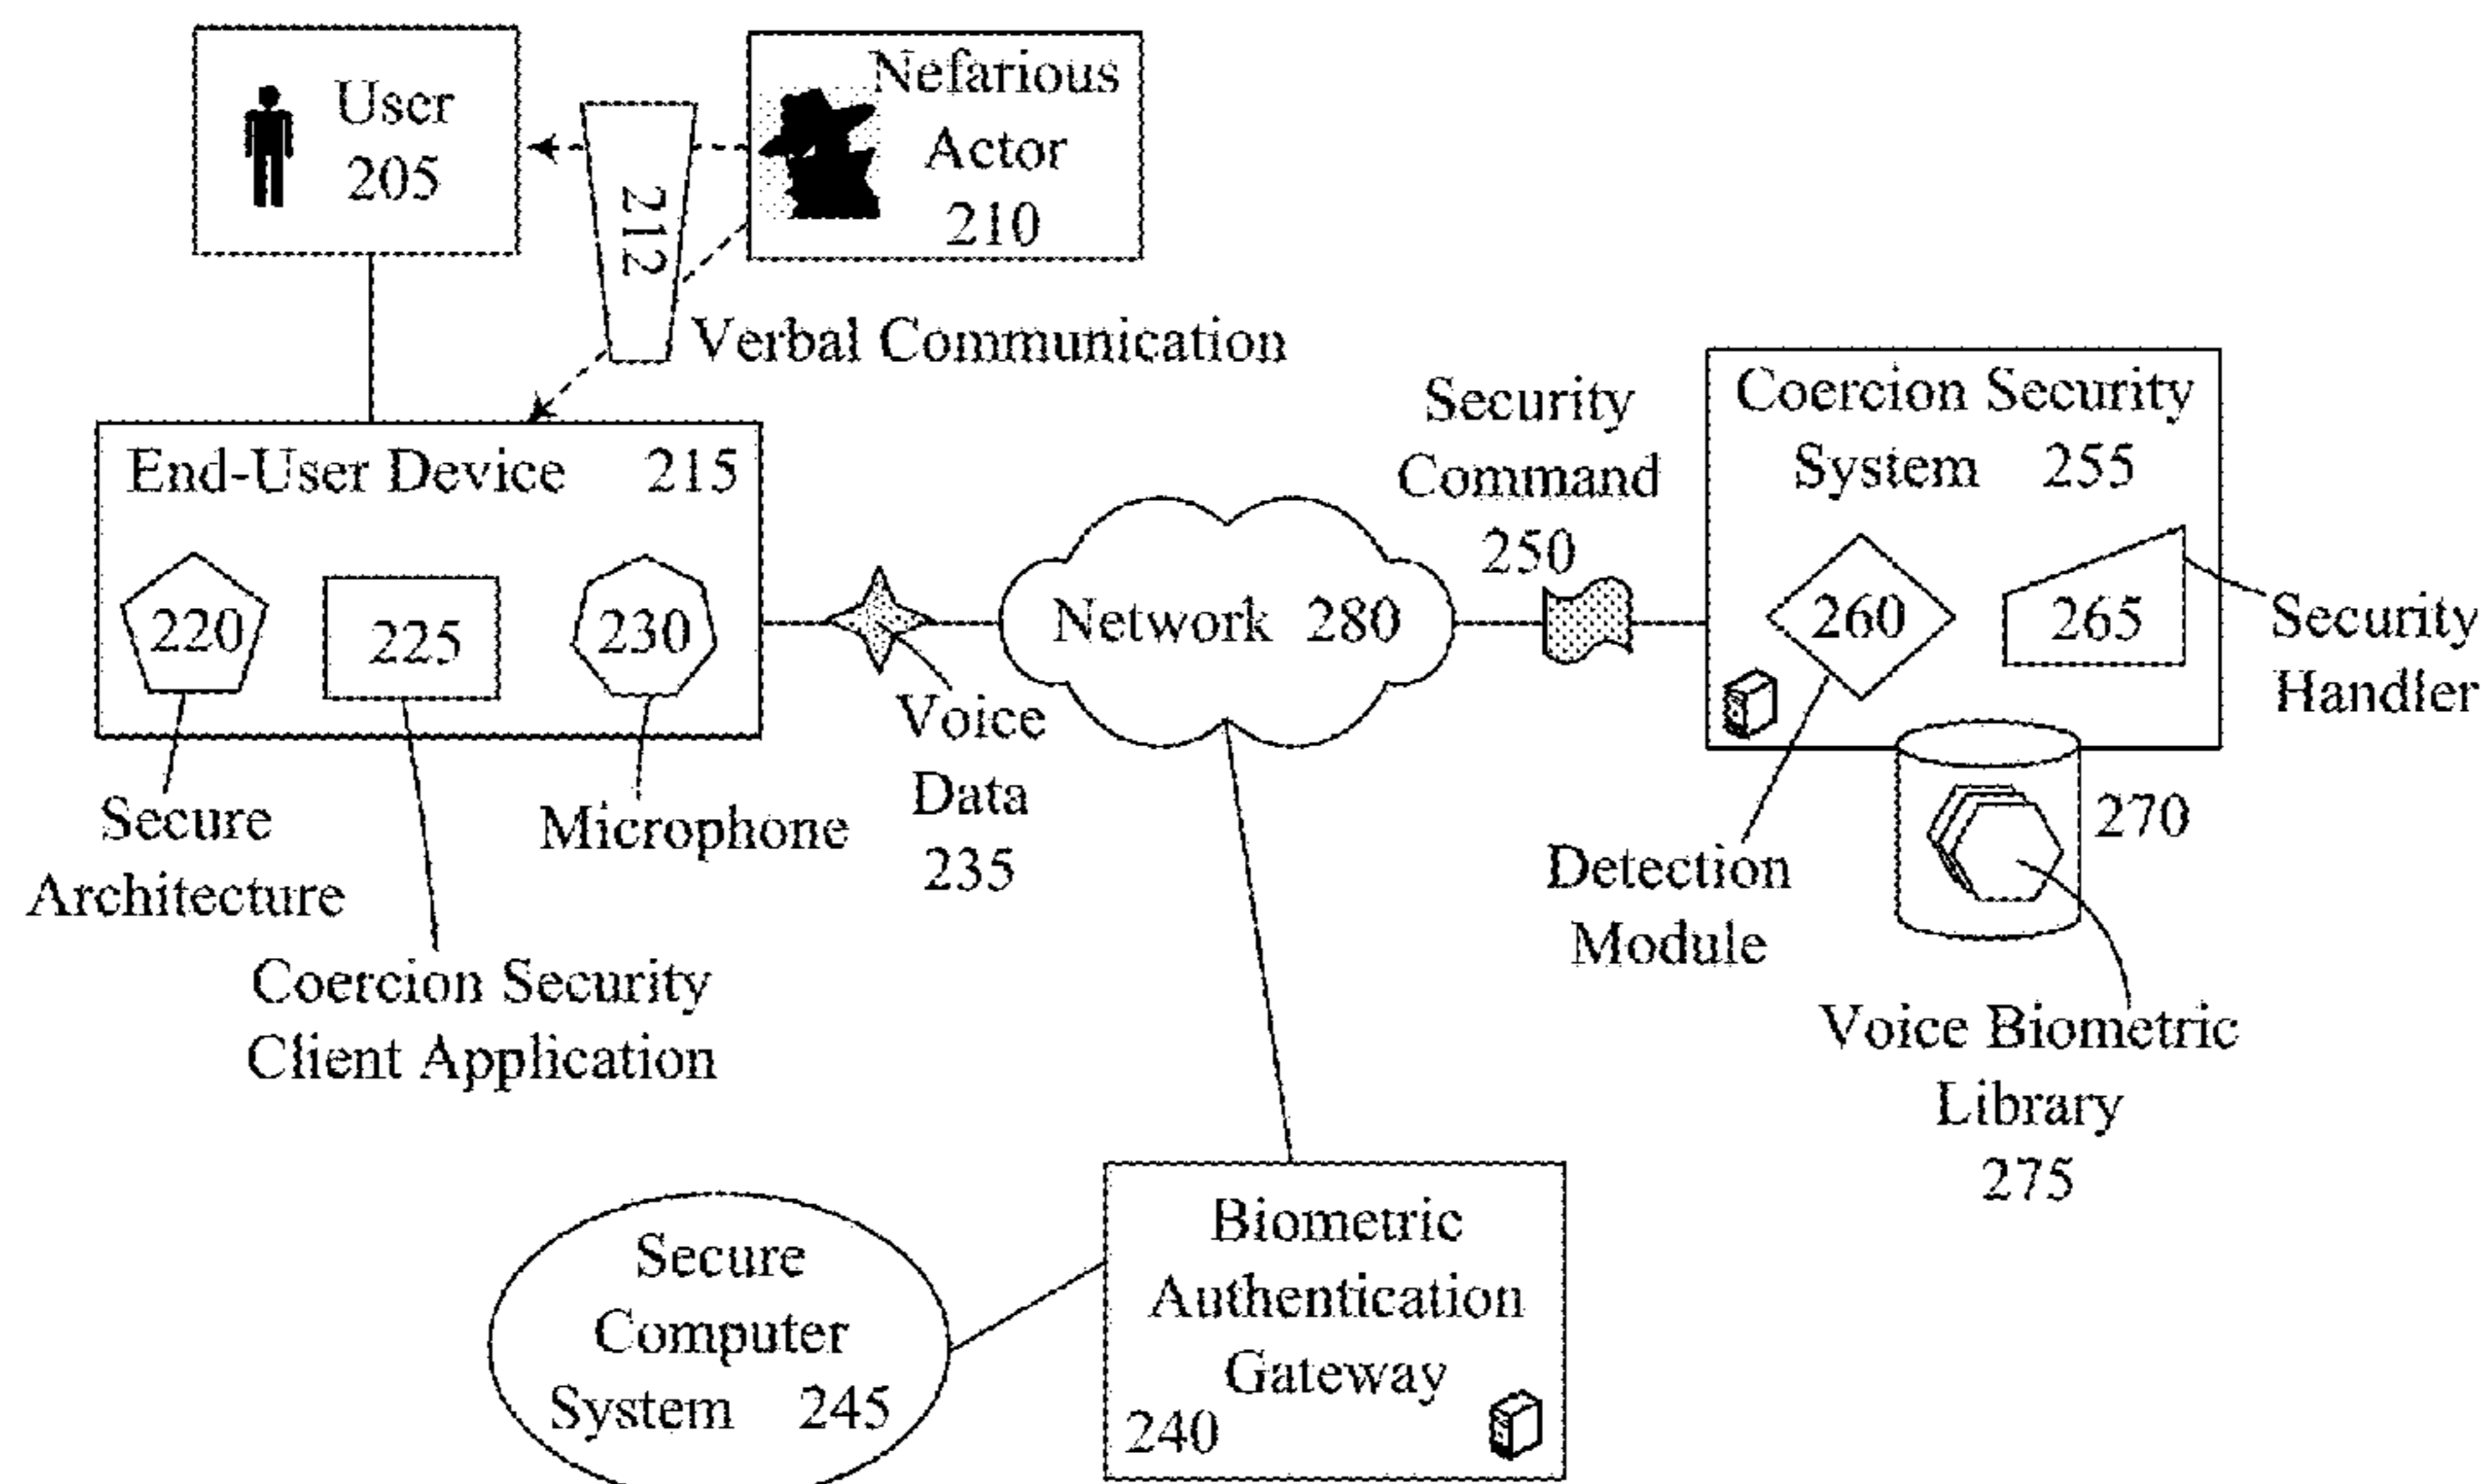 User
205
Nefarious
Actor
210
212
Verbal Communication
End-User Device 215
220
225
230
Secure
Architecture
Coercion Security
Client Application
Microphone
Voice
Data
235
Network 280
Security
Command
250
Coercion Security
System 255
260
265
Security
Handler
Detection
Module
270
Voice Biometric
Library
275
Secure
Computer
System 245
Biometric
Authentication
Gateway
240